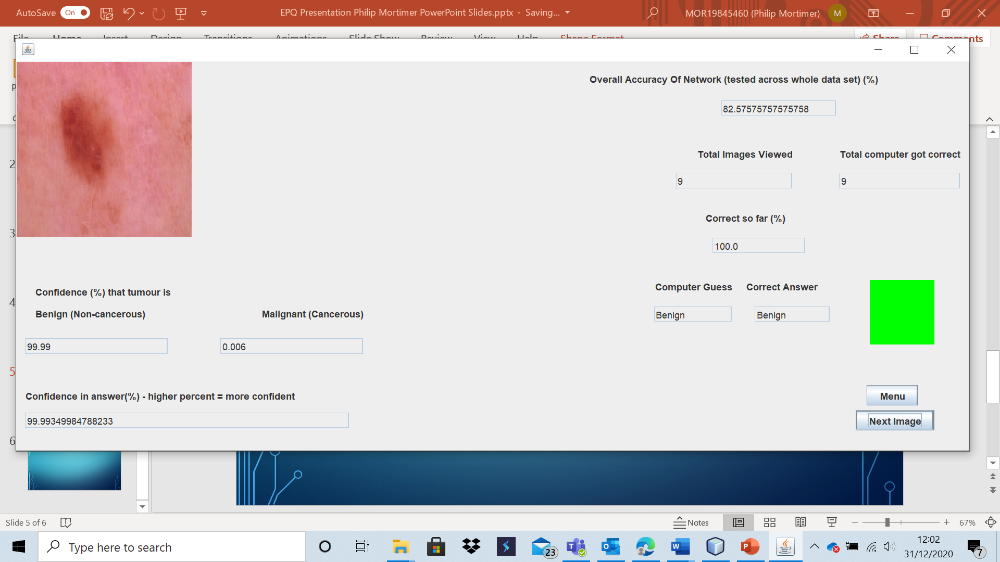 AutoSave On
EPQ Presentation Philip Mortimer PowerPoint Slides.pptx - Saving...
MOR19845460 (Philip Mortimer) M
File Home Insert Design Transitions Animations Slide Show Review View Help Shape Format Share Comments
Overall Accuracy Of Network (tested across whole data set) (%)
82.57575757575758
Total Images Viewed Total computer got correct
9 9
Correct so far (%)
100.0
Computer Guess Correct Answer
Benign Benign
Confidence (%) that tumour is
Benign (Non-cancerous) Malignant (Cancerous)
99.99 0.006
Confidence in answer(%) - higher percent = more confident
99.99349984788233
Menu
Next Image
2
3
4
5
6
Slide 5 of 6 Notes 67%
Type here to search 23 12:02
31/12/2020 7